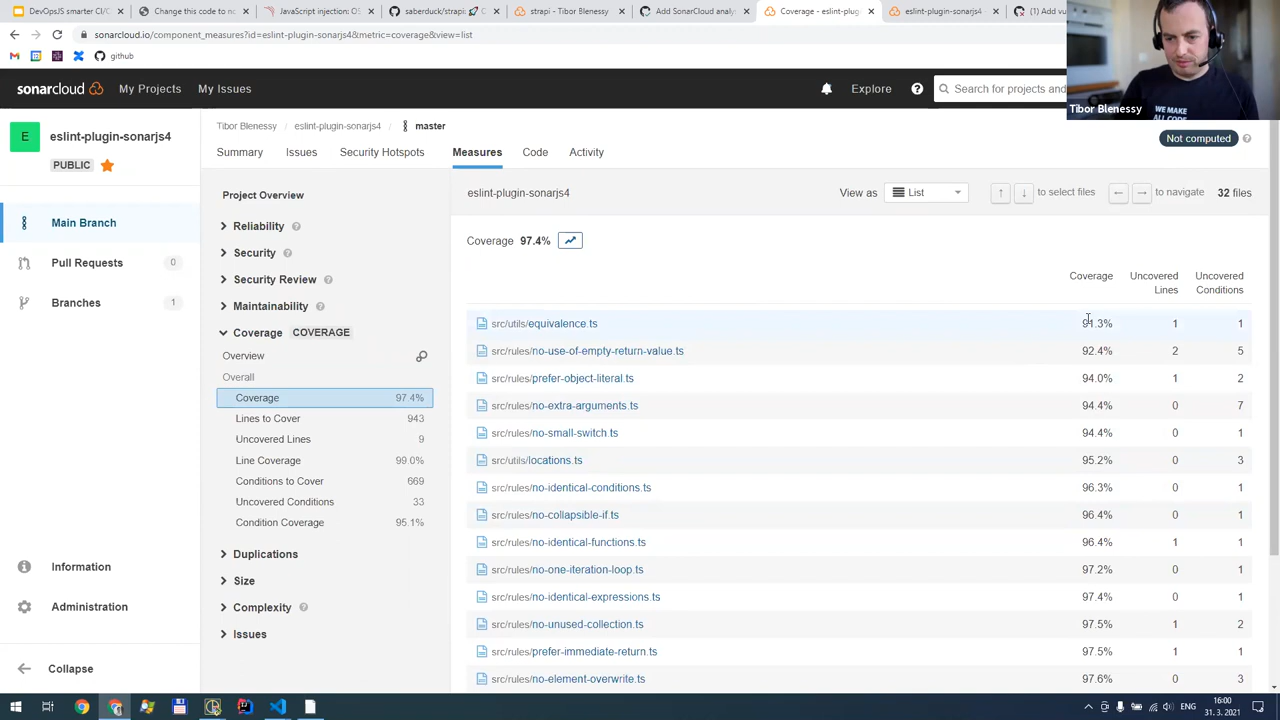 DevOpsJS smarter CI/
Change this code to no
JavaScript injection: OS
saberduck/strapi:
strapi - Tibor Blenessy
Add SonarCloud analy
Coverage - eslint-plug
eslint-plugin-sonarjs4
(1) Add vu
sonarcloud.io/component_measures?id=eslint-plugin-sonarjs4&metric=coverage&view=list
github
sonarcloud
My Projects
My Issues
Explore
Search for projects and
WE MAKE
ALL CODE
Tibor Blenessy
E
eslint-plugin-sonarjs4
PUBLIC
Tibor Blenessy / eslint-plugin-sonarjs4 / master
Not computed
Summary
Issues
Security Hotspots
Measures
Code
Activity
Main Branch
Pull Requests 0
Branches 1
Information
Administration
Collapse
Project Overview
Reliability
Security
Security Review
Maintainability
Coverage COVERAGE
Overview
Overall
Coverage 97.4%
Lines to Cover 943
Uncovered Lines 9
Line Coverage 99.0%
Conditions to Cover 669
Uncovered Conditions 33
Condition Coverage 95.1%
Duplications
Size
Complexity
Issues
eslint-plugin-sonarjs4
View as List
to select files
to navigate
32 files
Coverage 97.4%
Coverage
Uncovered Lines
Uncovered Conditions
src/utils/equivalence.ts 91.3% 1 1
src/rules/no-use-of-empty-return-value.ts 92.4% 2 5
src/rules/prefer-object-literal.ts 94.0% 1 2
src/rules/no-extra-arguments.ts 94.4% 0 7
src/rules/no-small-switch.ts 94.4% 0 1
src/utils/locations.ts 95.2% 0 3
src/rules/no-identical-conditions.ts 96.3% 0 1
src/rules/no-collapsible-if.ts 96.4% 0 1
src/rules/no-identical-functions.ts 96.4% 1 1
src/rules/no-one-iteration-loop.ts 97.2% 0 1
src/rules/no-identical-expressions.ts 97.4% 0 1
src/rules/no-unused-collection.ts 97.5% 1 2
src/rules/prefer-immediate-return.ts 97.5% 1 1
src/rules/no-element-overwrite.ts 97.6% 0 3
ENG
16:00
31. 3. 2021